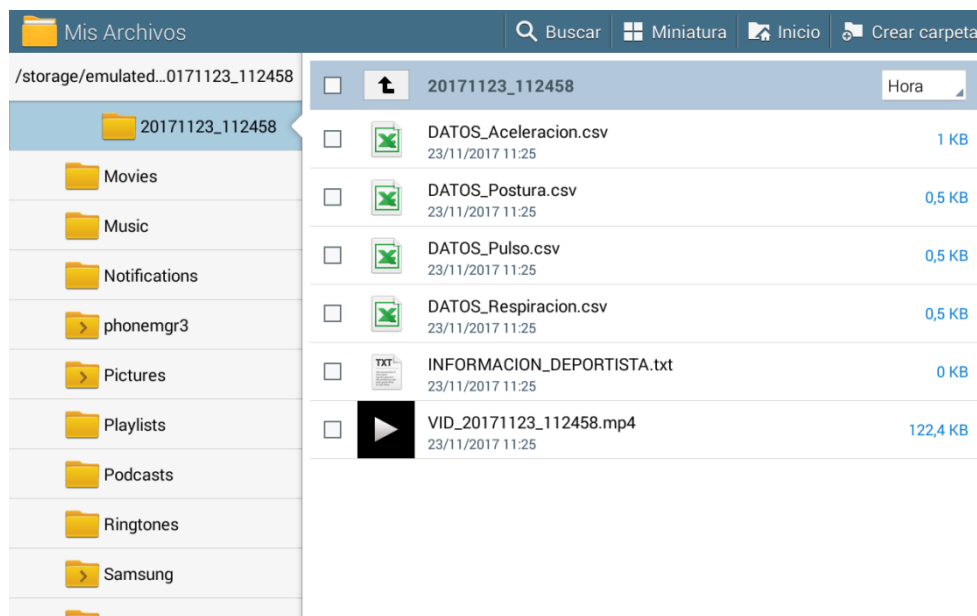 Mis Archivos
Buscar
Miniatura
Inicio
Crear carpeta
/storage/emulated...0171123_112458
20171123_112458
Movies
Music
Notifications
phonemgr3
Pictures
Playlists
Podcasts
Ringtones
Samsung
20171123_112458
Hora
DATOS_Aceleracion.csv
23/11/2017 11:25
1 KB
DATOS_Postura.csv
23/11/2017 11:25
0,5 KB
DATOS_Pulso.csv
23/11/2017 11:25
0,5 KB
DATOS_Respiracion.csv
23/11/2017 11:25
0,5 KB
TXT
INFORMACION_DEPORTISTA.txt
23/11/2017 11:25
0 KB
VID_20171123_112458.mp4
23/11/2017 11:25
122,4 KB